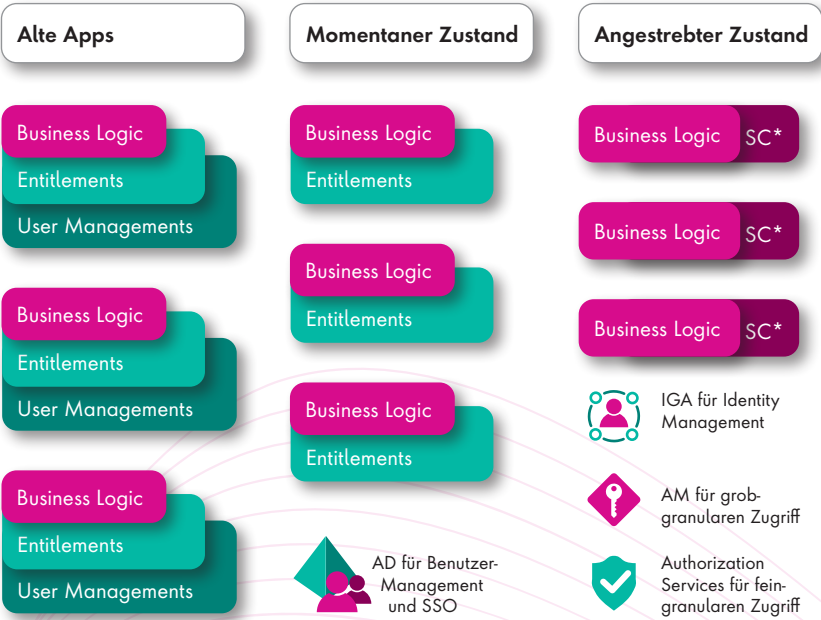 Alte Apps
Business Logic
Entitlements
User Managements
Business Logic
Entitlements
User Managements
Business Logic
Entitlements
User Managements
Momentaner Zustand
Business Logic
Entitlements
Business Logic
Entitlements
Business Logic
Entitlements
AD für Benutzer-
Management
und SSO
Angestrebter Zustand
Business Logic SC*
Business Logic SC*
Business Logic SC*
IGA für Identity
Management
AM für grob-
granularen Zugriff
Authorization
Services für fein-
granularen Zugriff